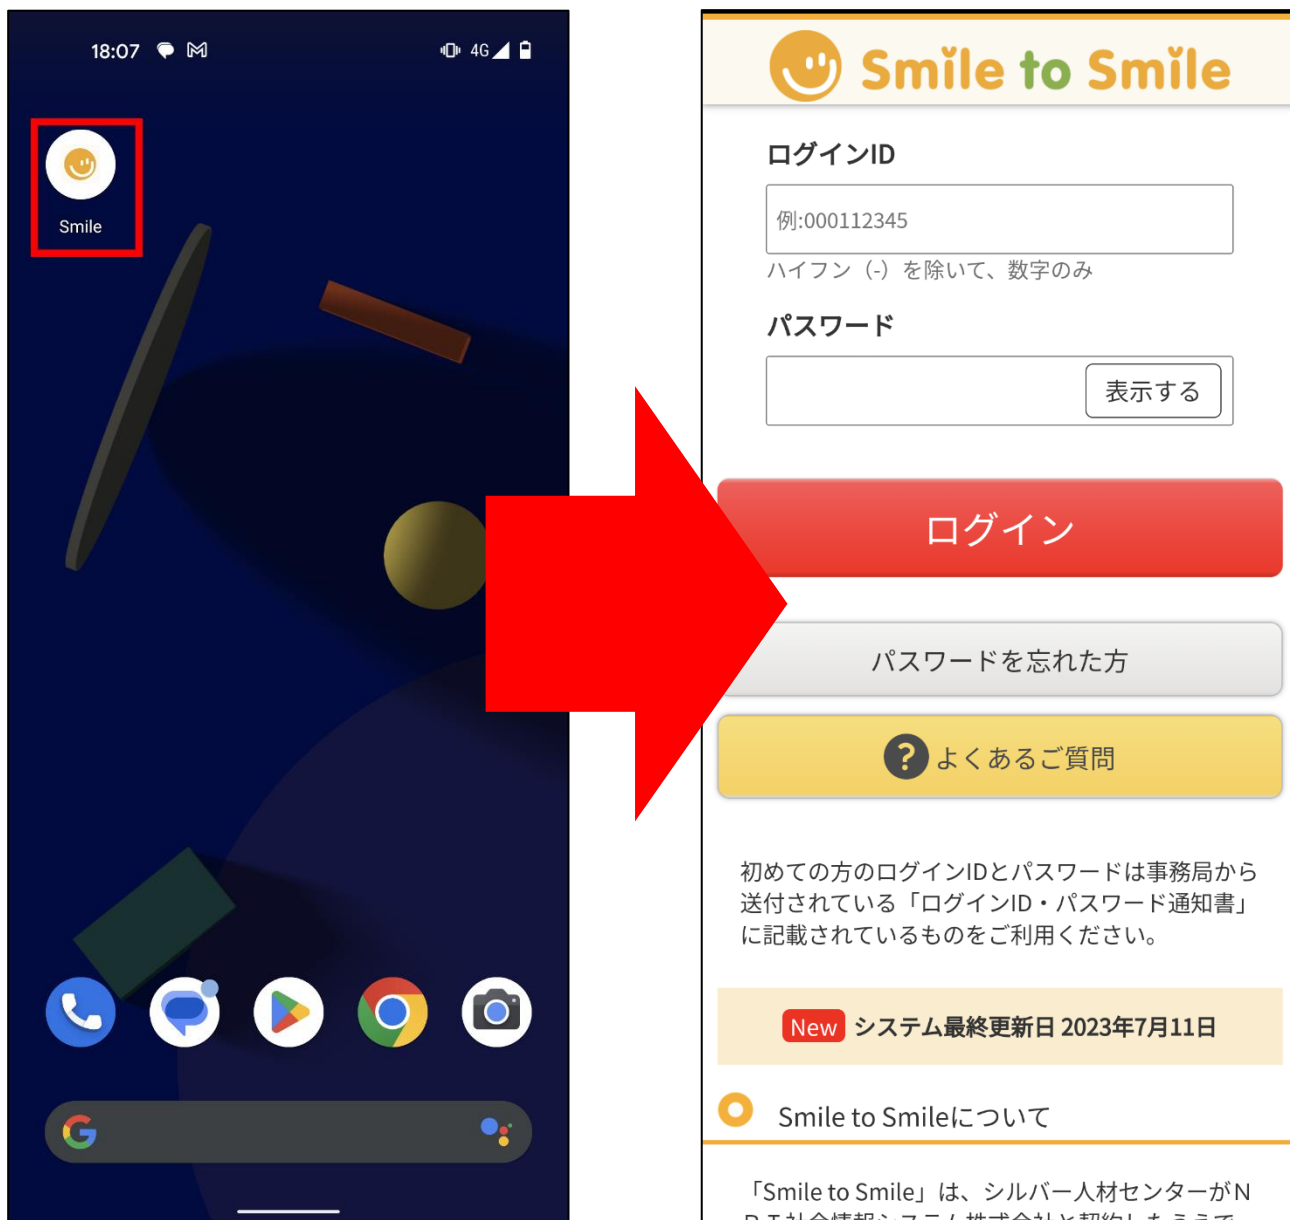 18:07
4G
Smile
Smile to Smile
ログインID
例:000112345
ハイフン（-）を除いて、数字のみ
パスワード
表示する
ログイン
パスワードを忘れた方
? よくあるご質問
初めての方のログインIDとパスワードは事務局から
送付されている「ログインID・パスワード通知書」
に記載されているものをご利用ください。
New システム最終更新日 2023年7月11日
Smile to Smileについて
「Smile to Smile」は、シルバー人材センターがＮ